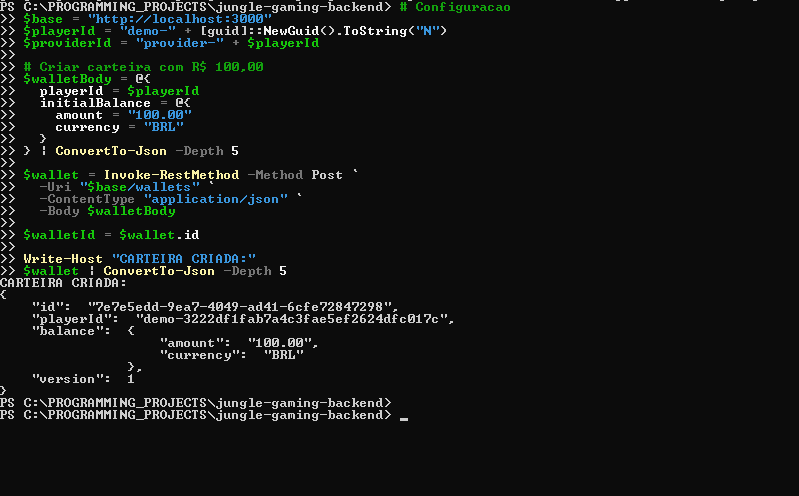 PS C:\PROGRAMMING_PROJECTS\jungle-gaming-backend> # Configuracao
>> $base = "http://localhost:3000"
>> $playerId = "demo-" + [guid]::NewGuid().ToString("N")
>> $providerId = "provider-" + $playerId
>>
>> # Criar carteira com R$ 100,00
>> $walletBody = @{
>>   playerId = $playerId
>>   initialBalance = @{
>>     amount = "100.00"
>>     currency = "BRL"
>>   }
>> } | ConvertTo-Json -Depth 5
>>
>> $wallet = Invoke-RestMethod -Method Post `
>>   -Uri "$base/wallets" `
>>   -ContentType "application/json" `
>>   -Body $walletBody
>>
>> $walletId = $wallet.id
>>
>> Write-Host "CARTEIRA CRIADA:"
>> $wallet | ConvertTo-Json -Depth 5
CARTEIRA CRIADA:
{
    "id":  "7e7e5edd-9ea7-4049-ad41-6cfe72847298",
    "playerId":  "demo-3222df1fab7a4c3fae5ef2624dfc017c",
    "balance":  {
                    "amount":  "100.00",
                    "currency":  "BRL"
                },
    "version":  1
}
PS C:\PROGRAMMING_PROJECTS\jungle-gaming-backend>
PS C:\PROGRAMMING_PROJECTS\jungle-gaming-backend> _